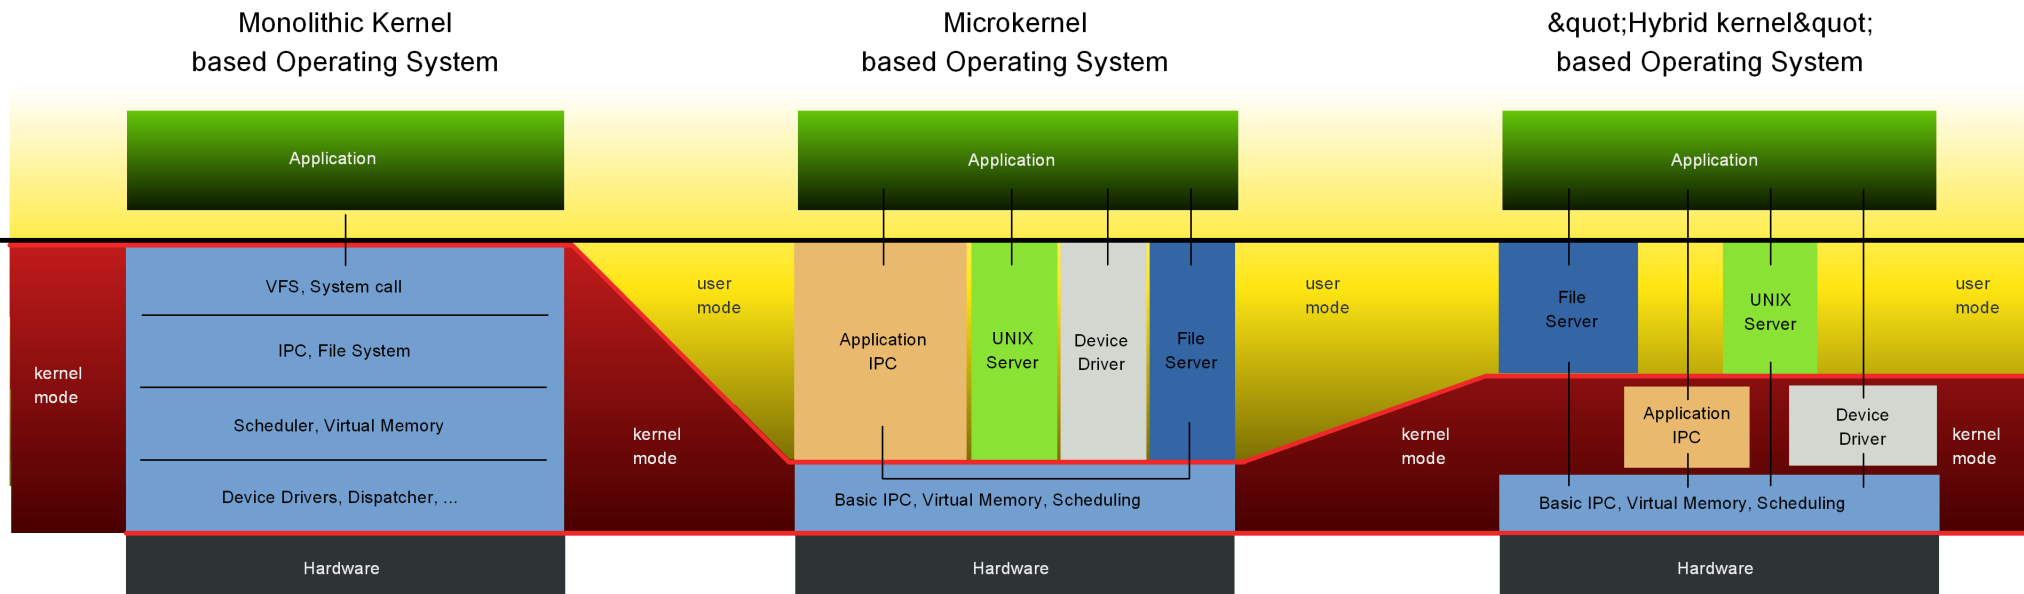 Monolithic Kernel
based Operating System
Microkernel
based Operating System
&quot;Hybrid kernel&quot;
based Operating System
Application
Application
Application
VFS, System call
IPC, File System
Scheduler, Virtual Memory
Device Drivers, Dispatcher, ...
kernel
mode
Hardware
user
mode
kernel
mode
Application
IPC
UNIX
Server
Device
Driver
File
Server
Basic IPC, Virtual Memory, Scheduling
Hardware
user
mode
kernel
mode
File
Server
UNIX
Server
user
mode
Application
IPC
Device
Driver
kernel
mode
Basic IPC, Virtual Memory, Scheduling
Hardware